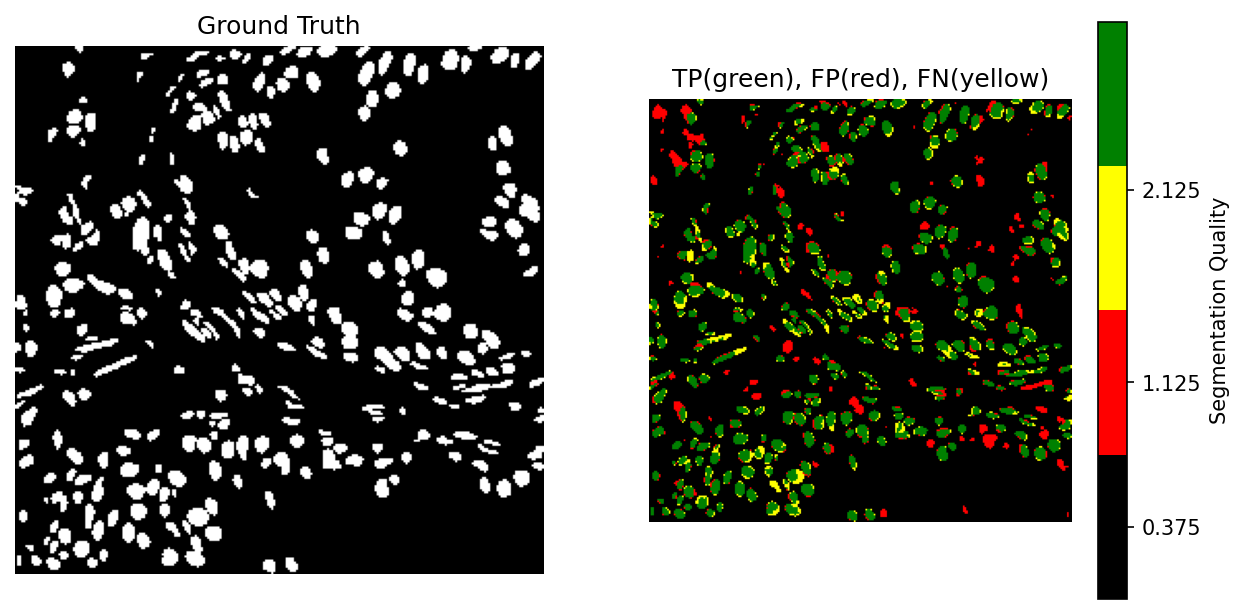 Ground Truth
TP(green), FP(red), FN(yellow)
2.125
1.125
0.375
Segmentation Quality